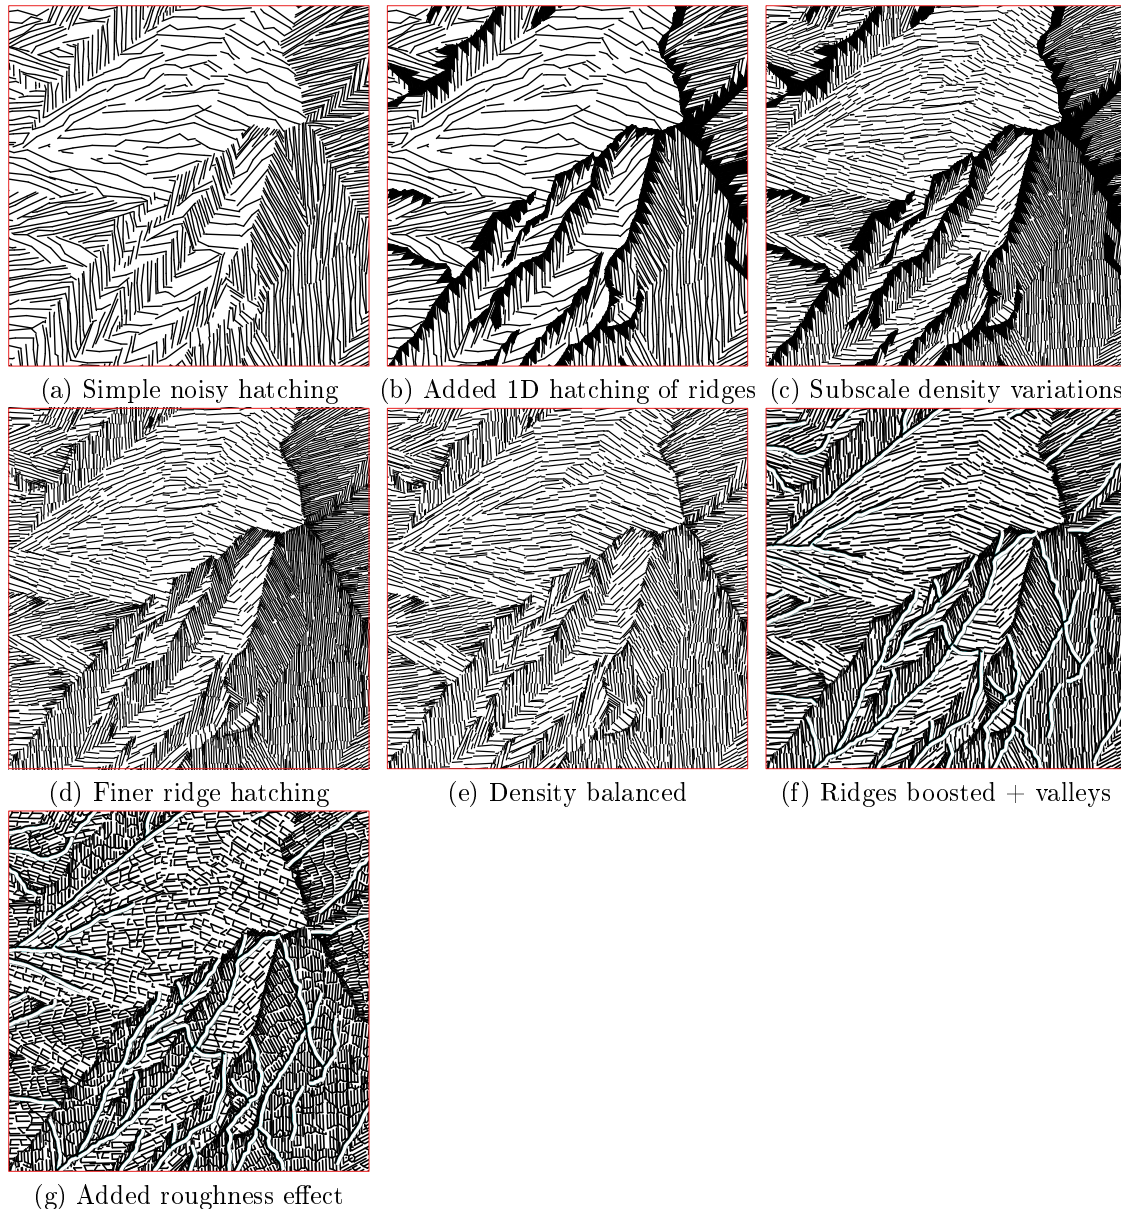 (a) Simple noisy hatching
(b) Added 1D hatching of ridges
(c) Subscale density variations
(d) Finer ridge hatching
(e) Density balanced
(f) Ridges boosted + valleys
(g) Added roughness effect